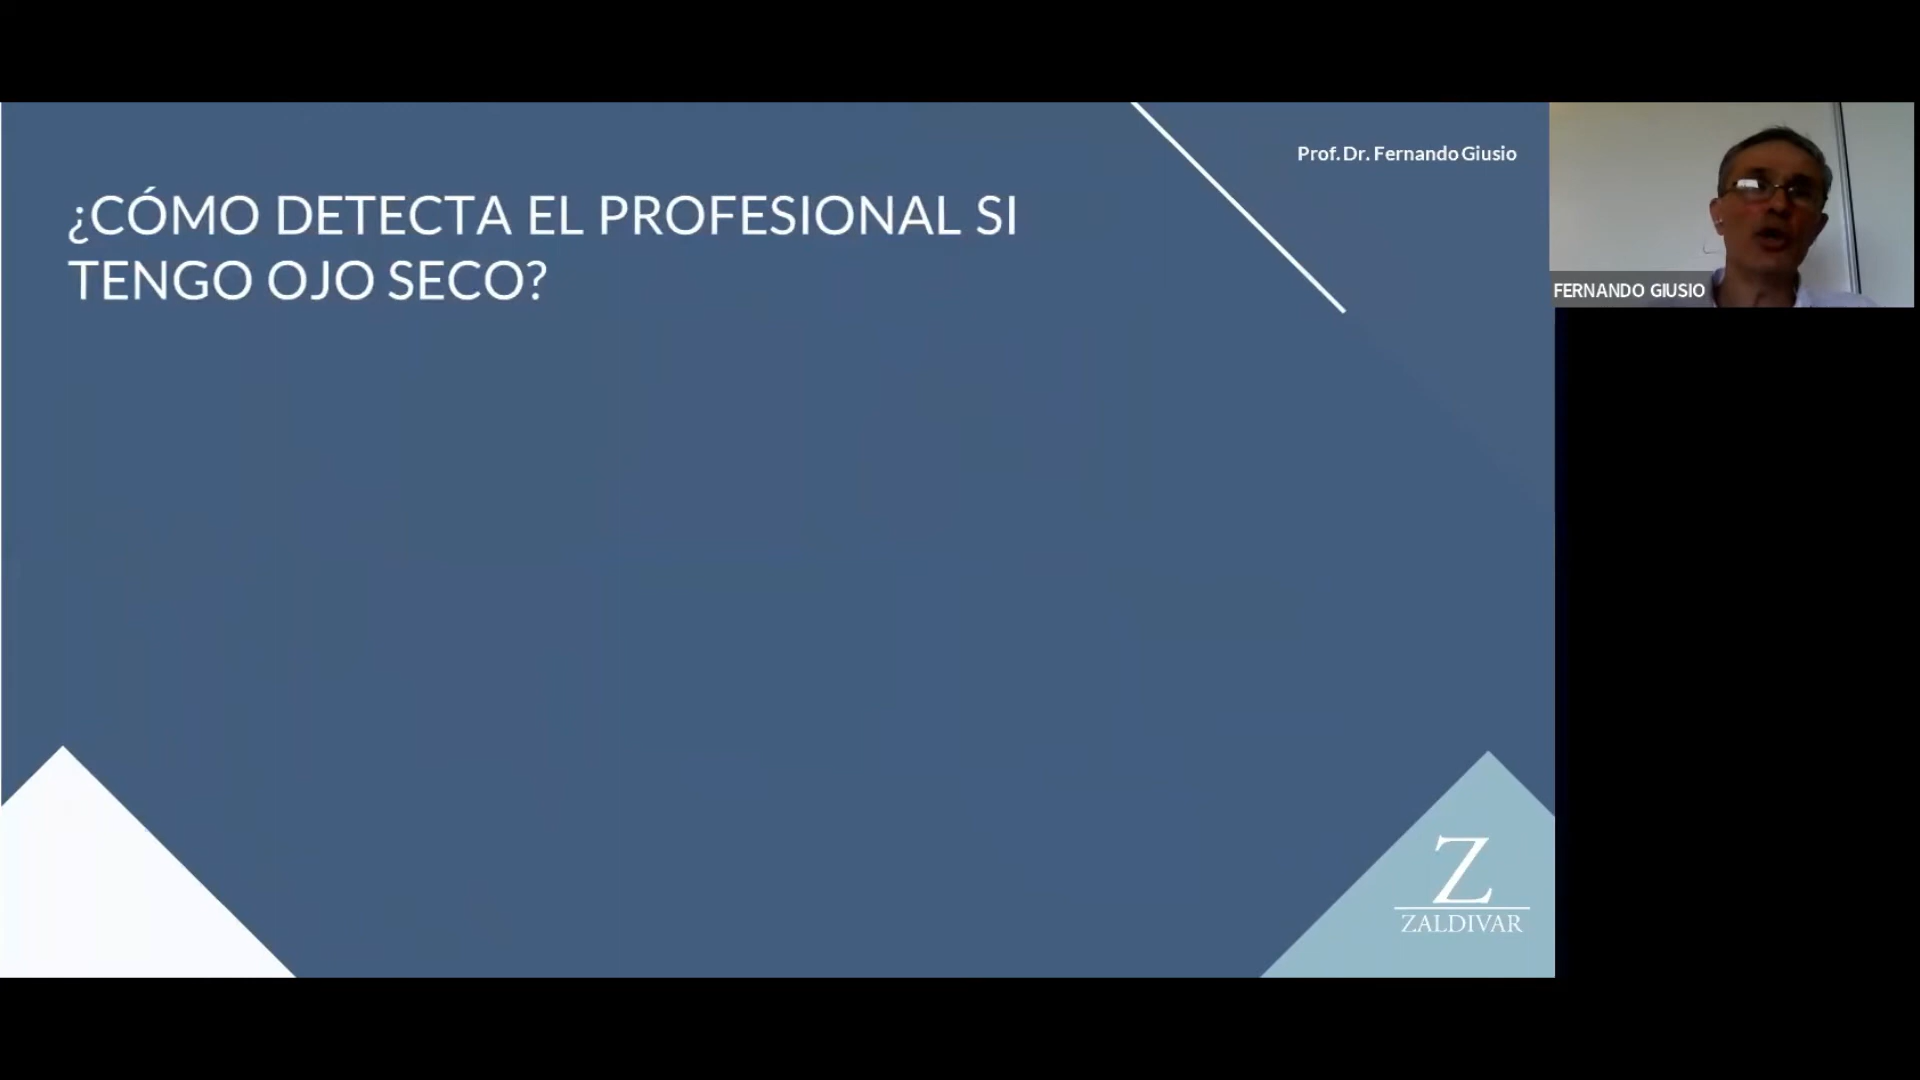 Prof. Dr. Fernando Giusio
¿CÓMO DETECTA EL PROFESIONAL SI
TENGO OJO SECO?
FERNANDO GIUSIO
Z
ZALDIVAR